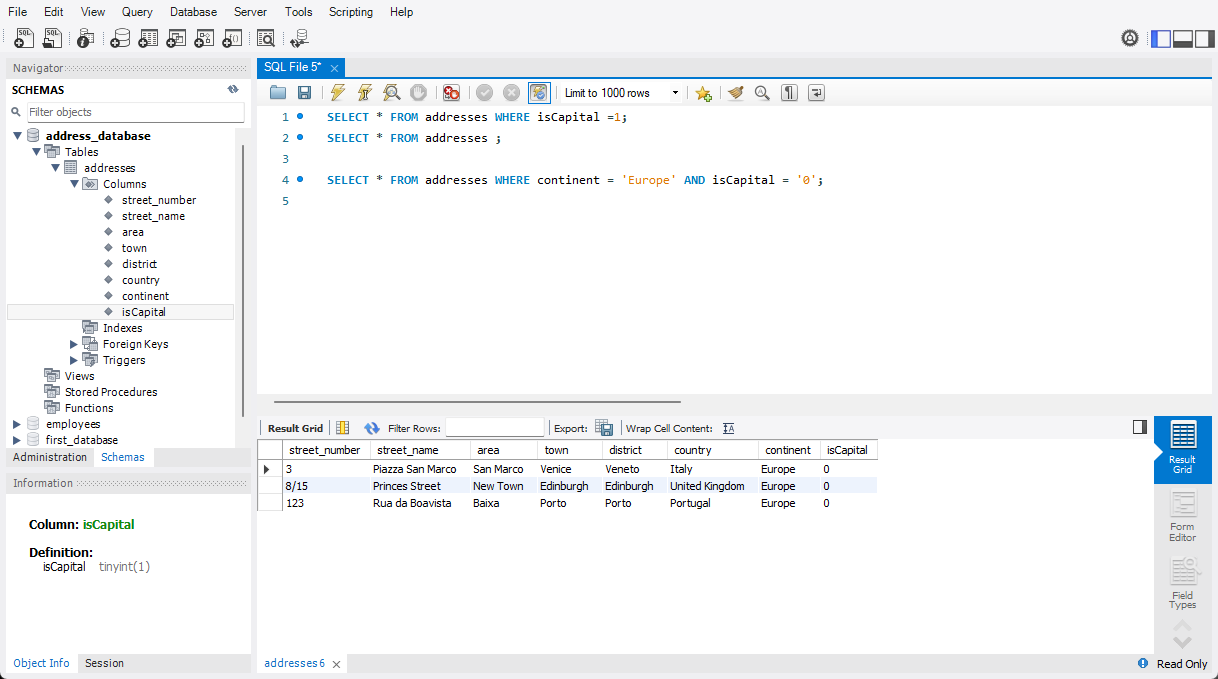 File Edit View Query Database Server Tools Scripting Help
SQL SQL
Navigator
SCHEMAS
Filter objects
address_database
Tables
addresses
Columns
street_number
street_name
area
town
district
country
continent
isCapital
Indexes
Foreign Keys
Triggers
Views
Stored Procedures
Functions
employees
first_database
Administration Schemas
Information
Column: isCapital
Definition:
isCapital tinyint(1)
Object Info Session
SQL File 5*
Limit to 1000 rows
1 SELECT * FROM addresses WHERE isCapital =1;
2 SELECT * FROM addresses ;
3
4 SELECT * FROM addresses WHERE continent = 'Europe' AND isCapital = '0';
5
Result Grid Filter Rows: Export: Wrap Cell Content:
street_number street_name area town district country continent isCapital
3 Piazza San Marco San Marco Venice Veneto Italy Europe 0
8/15 Princes Street New Town Edinburgh Edinburgh United Kingdom Europe 0
123 Rua da Boavista Baixa Porto Porto Portugal Europe 0
Result
Grid
Form
Editor
Field
Types
addresses 6
Read Only